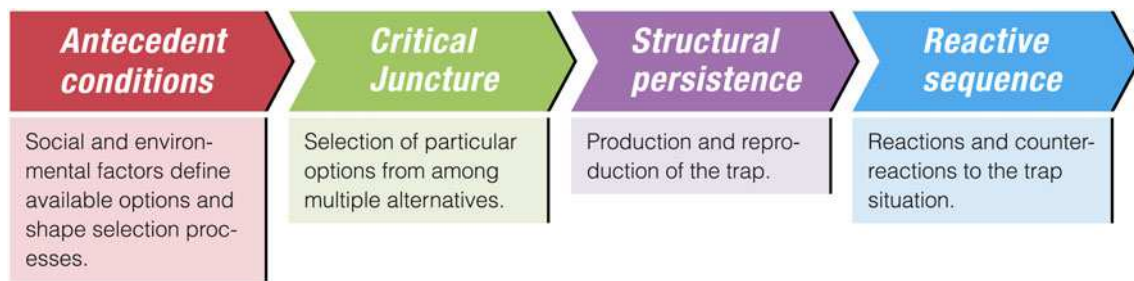 Antecedent
conditions
Social and environ-
mental factors define
available options and
shape selection proc-
esses.
Critical
Juncture
Selection of particular
options from among
multiple alternatives.
Structural
persistence
Production and repro-
duction of the trap.
Reactive
sequence
Reactions and counter-
reactions to the trap
situation.